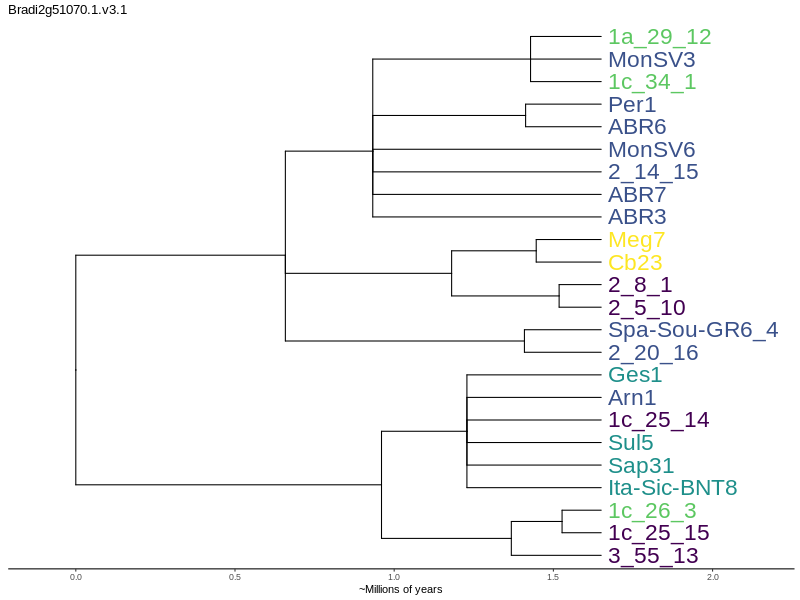 Bradi2g51070.1.v3.1
1a_29_12
MonSV3
1c_34_1
Per1
ABR6
MonSV6
2_14_15
ABR7
ABR3
Meg7
Cb23
2_8_1
2_5_10
Spa-Sou-GR6_4
2_20_16
Ges1
Arn1
1c_25_14
Sul5
Sap31
Ita-Sic-BNT8
1c_26_3
1c_25_15
3_55_13
0.0 0.5 1.0 1.5 2.0
~Millions of years